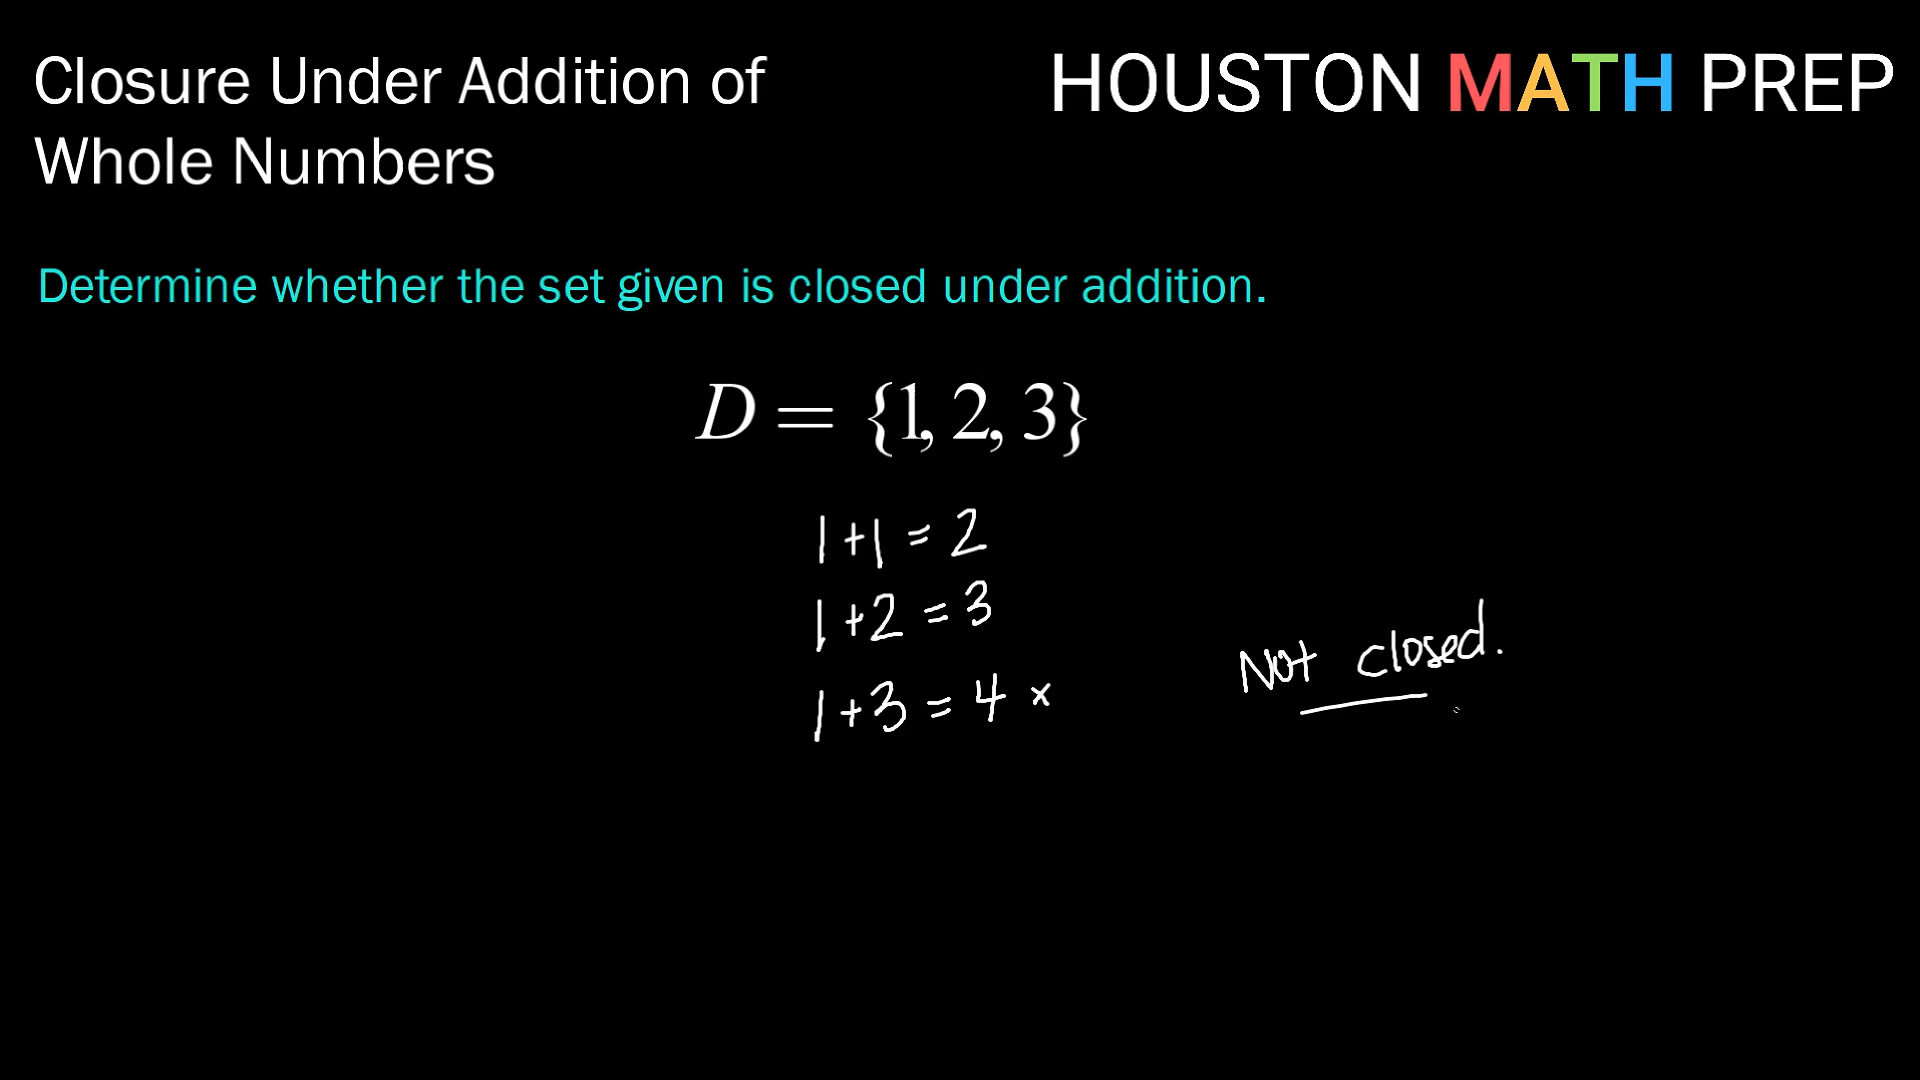 Closure Under Addition of
Whole Numbers
HOUSTON MATH PREP
Determine whether the set given is closed under addition.
D = {1, 2, 3}
1+1 = 2
1+2 = 3
1+3 = 4 ×
Not closed.